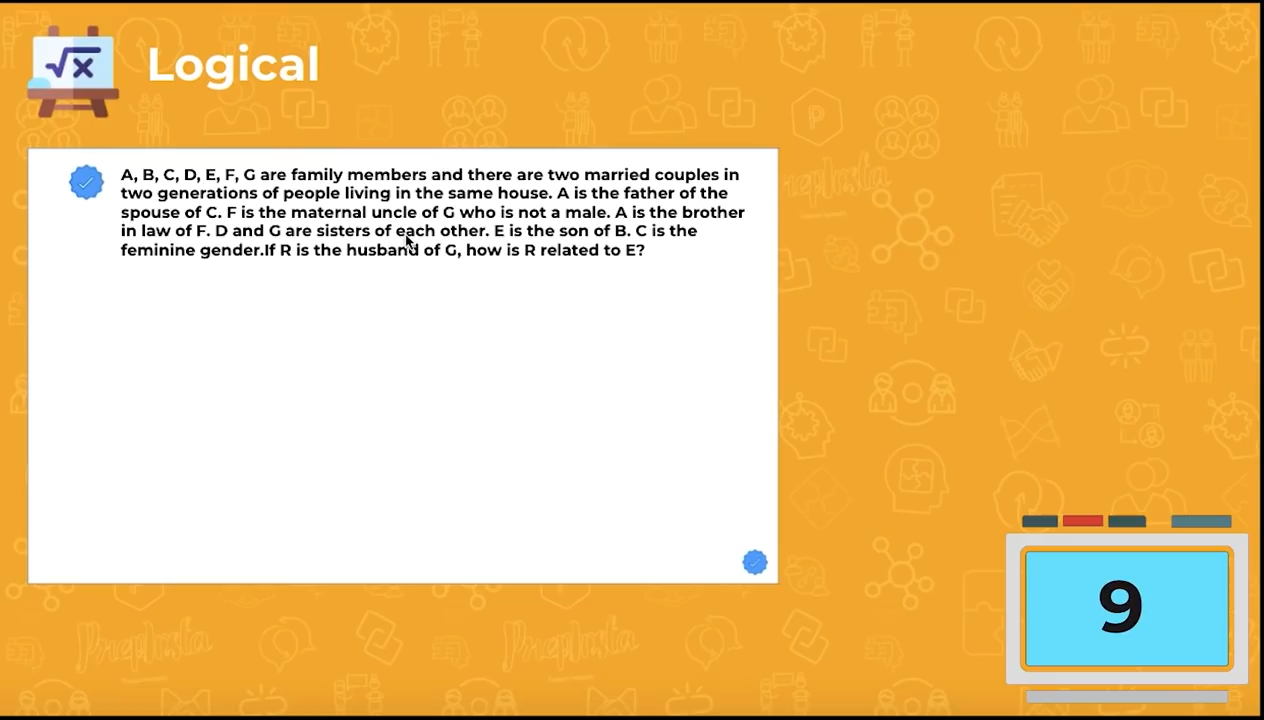 √x
Logical
A, B, C, D, E, F, G are family members and there are two married couples in
two generations of people living in the same house. A is the father of the
spouse of C. F is the maternal uncle of G who is not a male. A is the brother
in law of F. D and G are sisters of each other. E is the son of B. C is the
feminine gender.If R is the husband of G, how is R related to E?
9
P
PrepInsta
PrepInsta
PrepInsta